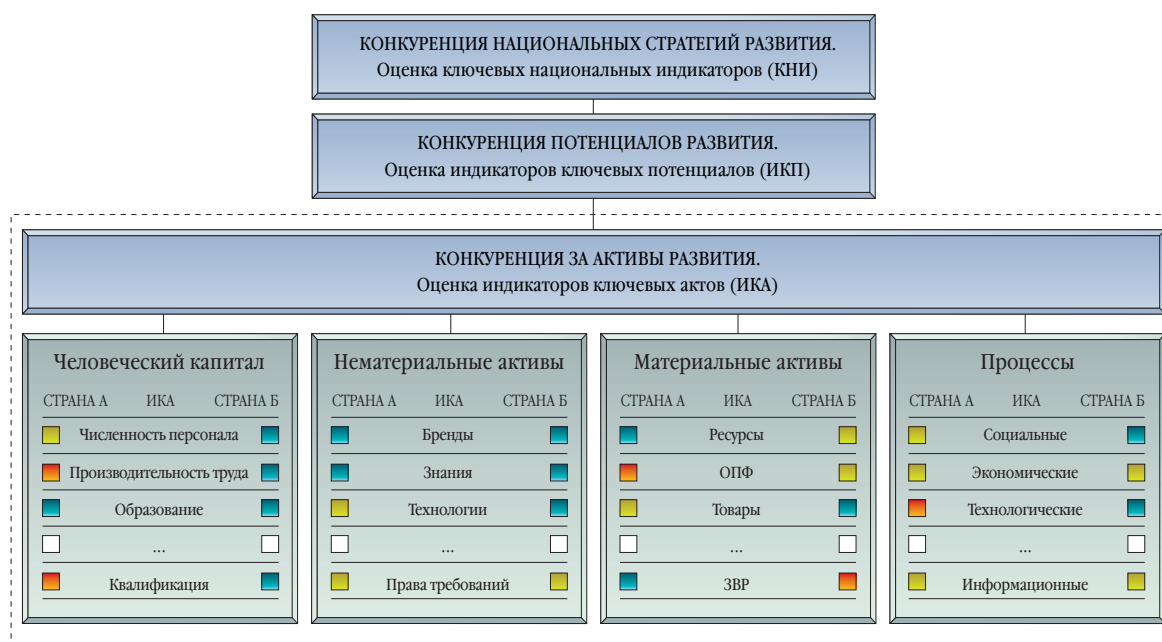 КОНКУРЕНЦИЯ НАЦИОНАЛЬНЫХ СТРАТЕГИЙ РАЗВИТИЯ.
Оценка ключевых национальных индикаторов (КНИ)
КОНКУРЕНЦИЯ ПОТЕНЦИАЛОВ РАЗВИТИЯ.
Оценка индикаторов ключевых потенциалов (ИКП)
КОНКУРЕНЦИЯ ЗА АКТИВЫ РАЗВИТИЯ.
Оценка индикаторов ключевых актов (ИКА)
Человеческий капитал
СТРАНА А ИКА СТРАНА Б
Численность персонала
Производительность труда
Образование
...
Квалификация
Нематериальные активы
СТРАНА А ИКА СТРАНА Б
Бренды
Знания
Технологии
...
Права требований
Материальные активы
СТРАНА А ИКА СТРАНА Б
Ресурсы
ОПФ
Товары
...
ЗВР
Процессы
СТРАНА А ИКА СТРАНА Б
Социальные
Экономические
Технологические
...
Информационные